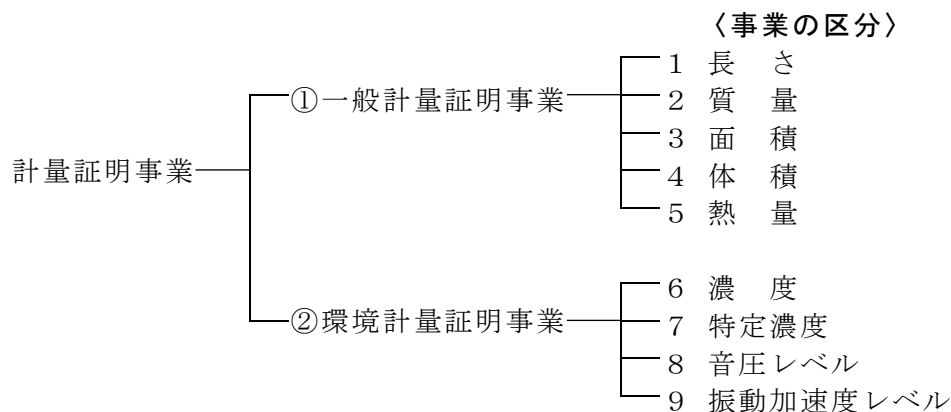 〈事業の区分〉
1 長 さ
①一般計量証明事業 2 質 量
3 面 積
計量証明事業 4 体 積
5 熱 量
6 濃 度
②環境計量証明事業 7 特定濃度
8 音圧レベル
9 振動加速度レベル